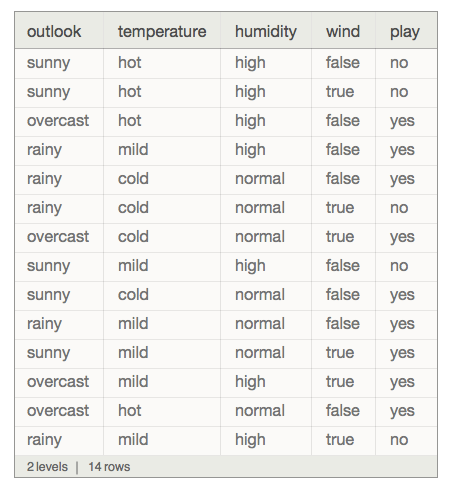 outlook temperature humidity wind play
sunny hot high false no
sunny hot high true no
overcast hot high false yes
rainy mild high false yes
rainy cold normal false yes
rainy cold normal true no
overcast cold normal true yes
sunny mild high false no
sunny cold normal false yes
rainy mild normal false yes
sunny mild normal true yes
overcast mild high true yes
overcast hot normal false yes
rainy mild high true no
2 levels | 14 rows